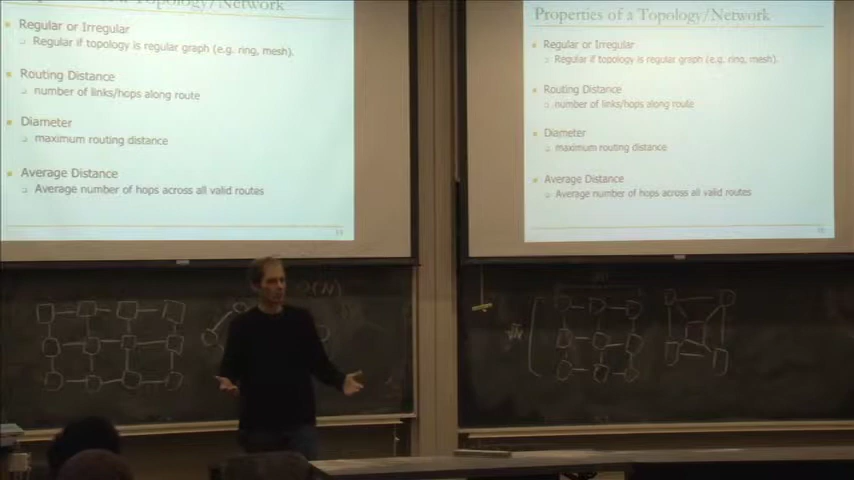 Topology/Network
Regular or Irregular
Regular if topology is regular graph (e.g. ring, mesh).
Routing Distance
number of links/hops along route
Diameter
maximum routing distance
Average Distance
Average number of hops across all valid routes
Properties of a Topology/Network
Regular or Irregular
Regular if topology is regular graph (e.g. ring, mesh).
Routing Distance
number of links/hops along route
Diameter
maximum routing distance
Average Distance
Average number of hops across all valid routes
O(N)
√N